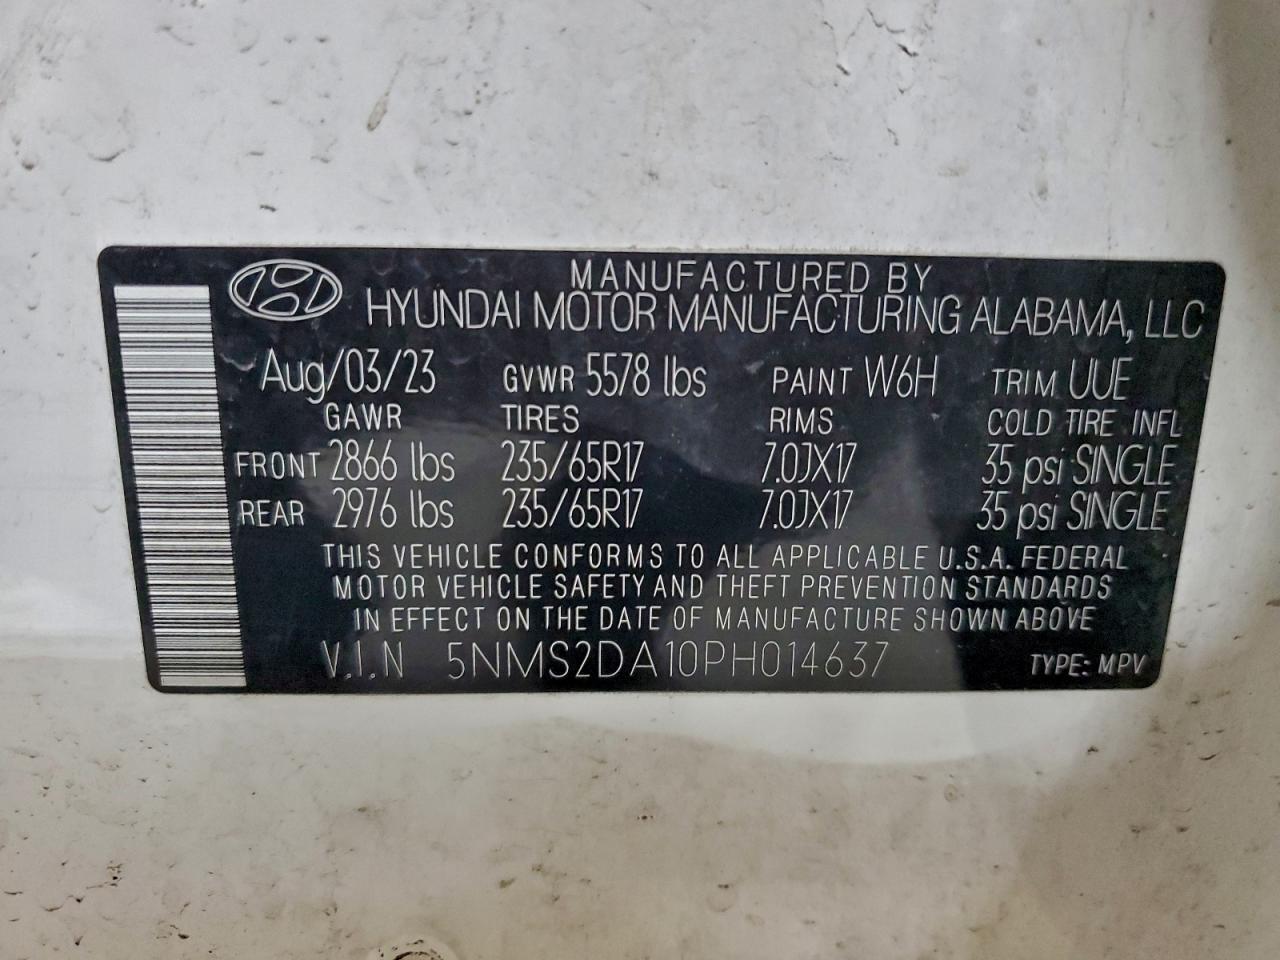 MANUFACTURED BY
HYUNDAI MOTOR MANUFACTURING ALABAMA, LLC
Aug/03/23 GVWR 5578 lbs PAINT W6H TRIM UUE
GAWR TIRES RIMS COLD TIRE INFL
FRONT 2866 lbs 235/65R17 7.0JX17 35 psi SINGLE
REAR 2976 lbs 235/65R17 7.0JX17 35 psi SINGLE
THIS VEHICLE CONFORMS TO ALL APPLICABLE U.S.A. FEDERAL
MOTOR VEHICLE SAFETY AND THEFT PREVENTION STANDARDS
IN EFFECT ON THE DATE OF MANUFACTURE SHOWN ABOVE
V.I.N 5NMS2DA10PH014637 TYPE: MPV